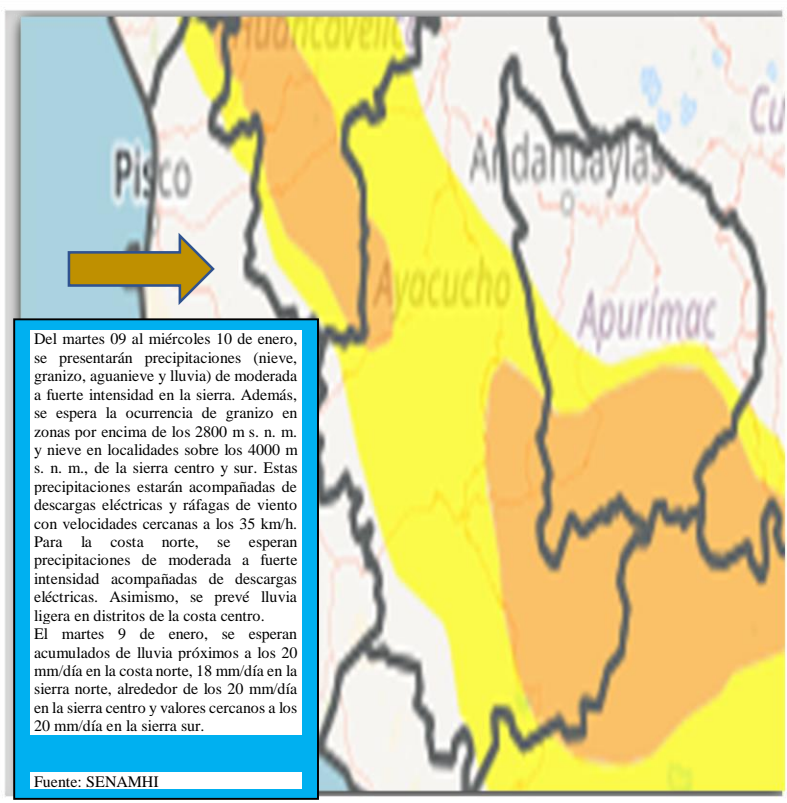 Huancavelica
Cu
Pisco
Andahuaylas
Ayacucho
Apurímac
Del martes 09 al miércoles 10 de enero,
se presentarán precipitaciones (nieve,
granizo, aguanieve y lluvia) de moderada
a fuerte intensidad en la sierra. Además,
se espera la ocurrencia de granizo en
zonas por encima de los 2800 m s. n. m.
y nieve en localidades sobre los 4000 m
s. n. m., de la sierra centro y sur. Estas
precipitaciones estarán acompañadas de
descargas eléctricas y ráfagas de viento
con velocidades cercanas a los 35 km/h.
Para la costa norte, se esperan
precipitaciones de moderada a fuerte
intensidad acompañadas de descargas
eléctricas. Asimismo, se prevé lluvia
ligera en distritos de la costa centro.
El martes 9 de enero, se esperan
acumulados de lluvia próximos a los 20
mm/día en la costa norte, 18 mm/día en la
sierra norte, alrededor de los 20 mm/día
en la sierra centro y valores cercanos a los
20 mm/día en la sierra sur.
Fuente: SENAMHI